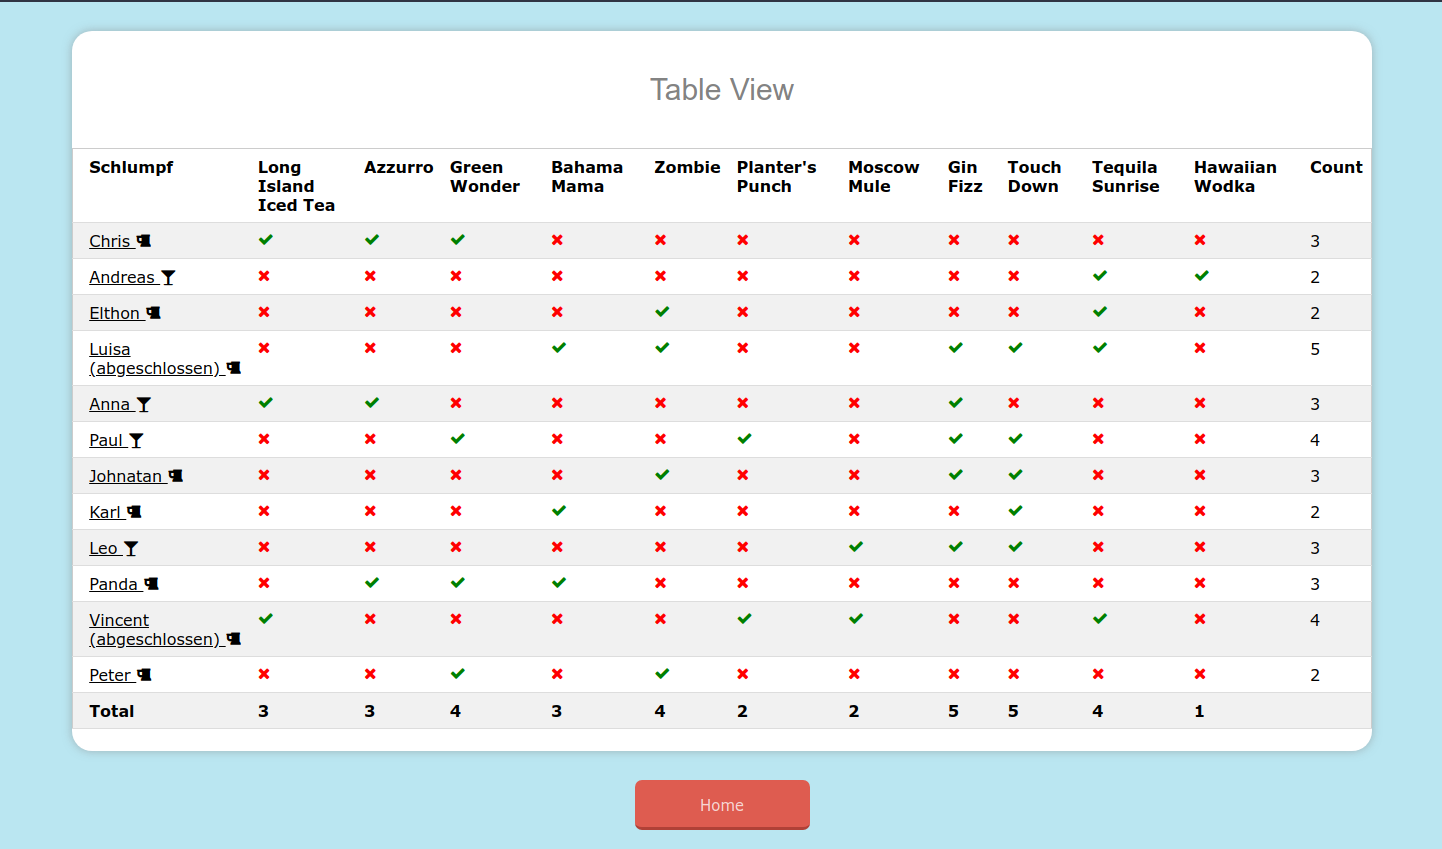 Table View
Schlumpf Long Island Iced Tea Azzurro Green Wonder Bahama Mama Zombie Planter's Punch Moscow Mule Gin Fizz Touch Down Tequila Sunrise Hawaiian Wodka Count
Chris ✔ ✔ ✔ ✖ ✖ ✖ ✖ ✖ ✖ ✖ ✖ 3
Andreas ✖ ✖ ✖ ✖ ✖ ✖ ✖ ✖ ✖ ✔ ✔ 2
Elthon ✖ ✖ ✖ ✖ ✔ ✖ ✖ ✖ ✖ ✔ ✖ 2
Luisa (abgeschlossen) ✖ ✖ ✖ ✔ ✔ ✖ ✖ ✔ ✔ ✔ ✖ 5
Anna ✔ ✔ ✖ ✖ ✖ ✖ ✖ ✔ ✖ ✖ ✖ 3
Paul ✖ ✖ ✔ ✖ ✖ ✔ ✖ ✔ ✔ ✖ ✖ 4
Johnatan ✖ ✖ ✖ ✖ ✔ ✖ ✖ ✔ ✔ ✖ ✖ 3
Karl ✖ ✖ ✖ ✔ ✖ ✖ ✖ ✖ ✔ ✖ ✖ 2
Leo ✖ ✖ ✖ ✖ ✖ ✖ ✔ ✔ ✔ ✖ ✖ 3
Panda ✖ ✔ ✔ ✔ ✖ ✖ ✖ ✖ ✖ ✖ ✖ 3
Vincent (abgeschlossen) ✔ ✖ ✖ ✖ ✖ ✔ ✔ ✖ ✖ ✔ ✖ 4
Peter ✖ ✖ ✔ ✖ ✔ ✖ ✖ ✖ ✖ ✖ ✖ 2
Total 3 3 4 3 4 2 2 5 5 4 1
Home